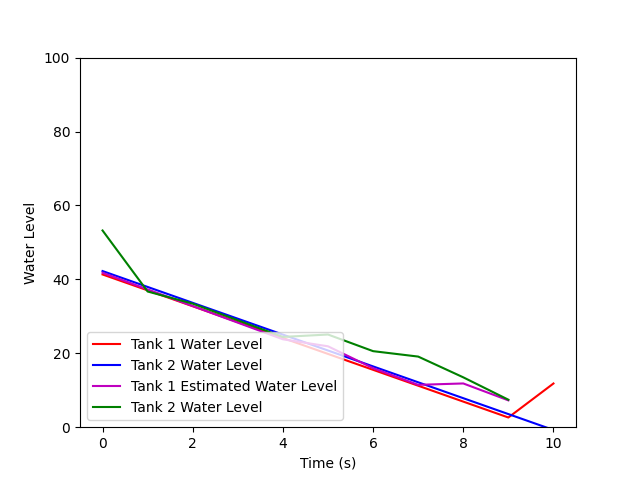 100
80
60
40
20
0
Water Level
Tank 1 Water Level
Tank 2 Water Level
Tank 1 Estimated Water Level
Tank 2 Water Level
0 2 4 6 8 10
Time (s)